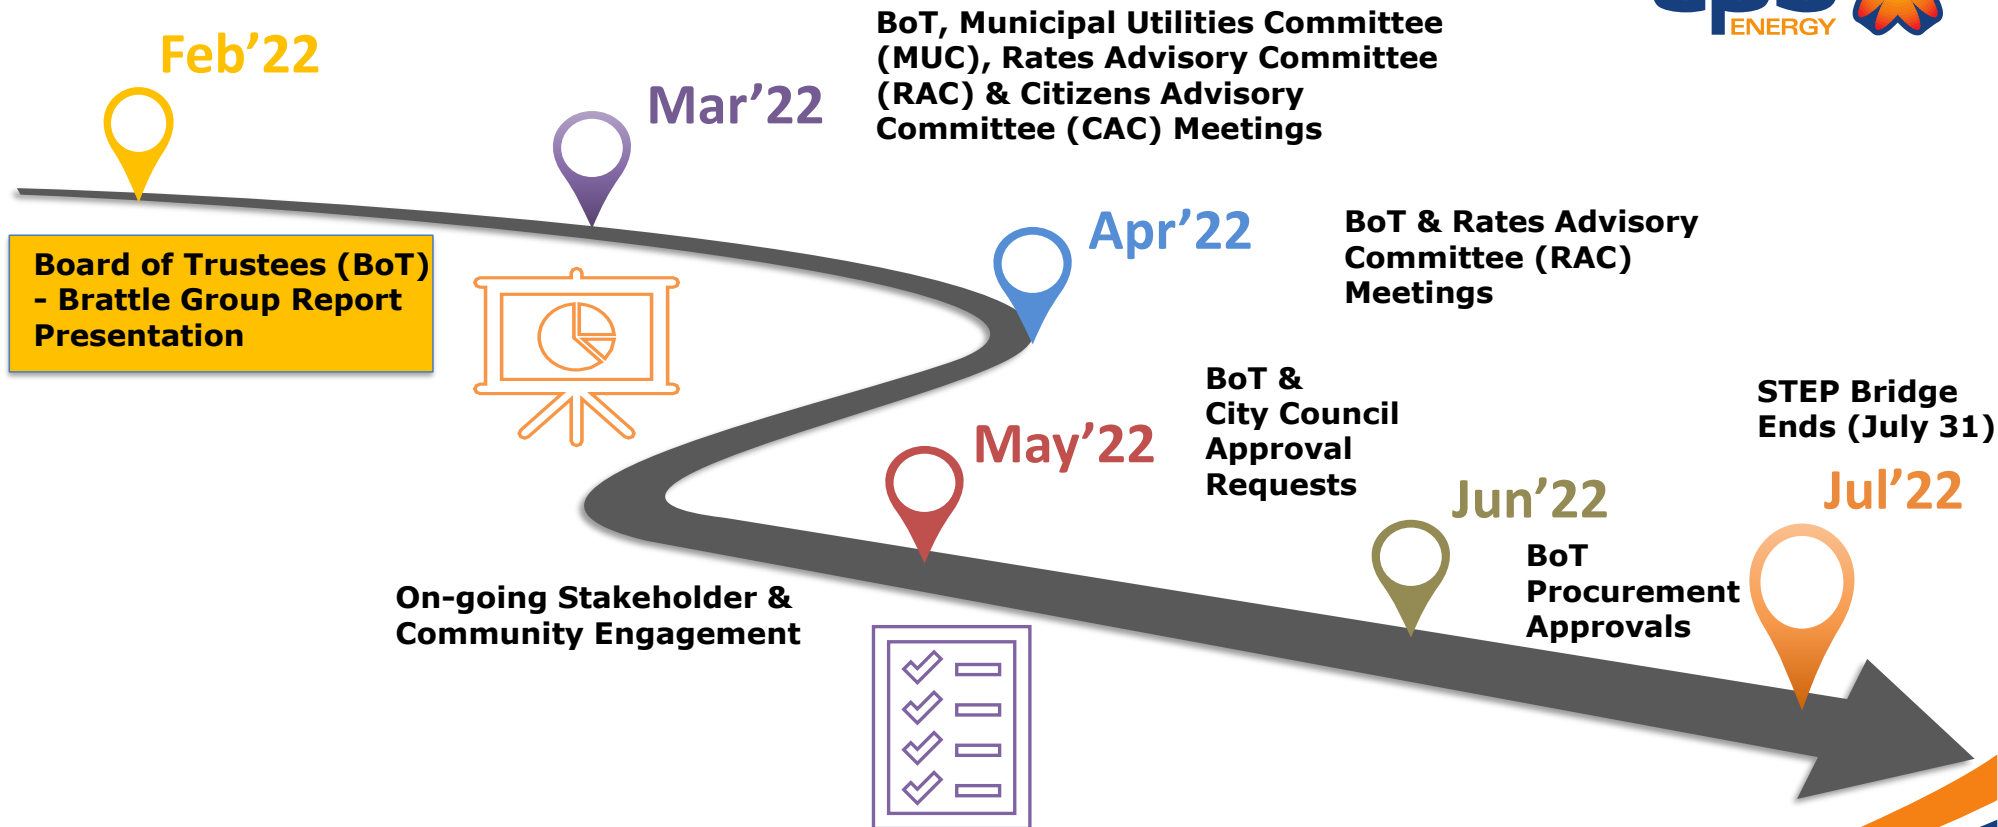 cps
ENERGY
Feb’22
Board of Trustees (BoT)
- Brattle Group Report
Presentation
Mar’22
BoT, Municipal Utilities Committee
(MUC), Rates Advisory Committee
(RAC) & Citizens Advisory
Committee (CAC) Meetings
Apr’22
BoT & Rates Advisory
Committee (RAC)
Meetings
May’22
BoT &
City Council
Approval
Requests
On-going Stakeholder &
Community Engagement
Jun’22
BoT
Procurement
Approvals
STEP Bridge
Ends (July 31)
Jul’22